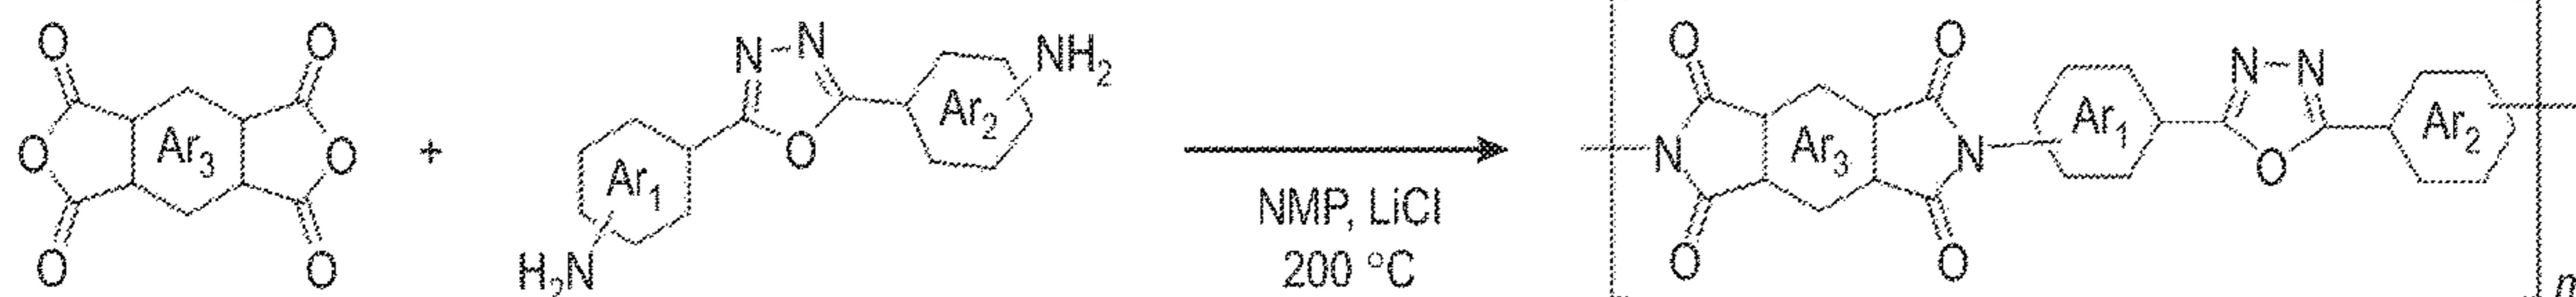 O O N-N NH₂ O O N-N
O Ar₃ O + Ar₁ O Ar₂ N Ar₃ N Ar₁ O Ar₂
O O H₂N NMP, LiCl O O
200 °C n